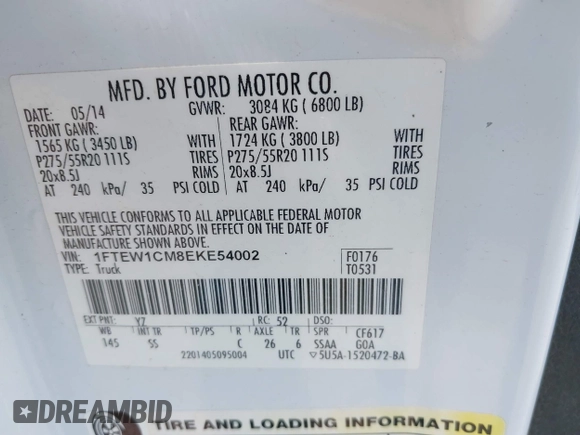 MFD. BY FORD MOTOR CO.
DATE: 05/14 GVWR: 3084 KG ( 6800 LB)
FRONT GAWR: REAR GAWR:
1565 KG ( 3450 LB) WITH 1724 KG ( 3800 LB) WITH
P275/55R20 111S TIRES P275/55R20 111S TIRES
20x8.5J RIMS 20x8.5J RIMS
AT 240 kPa/ 35 PSI COLD AT 240 kPa/ 35 PSI COLD
THIS VEHICLE CONFORMS TO ALL APPLICABLE FEDERAL MOTOR
VEHICLE SAFETY STANDARDS IN EFFECT ON THE DATE OF
MANUFACTURE SHOWN ABOVE.
VIN: 1FTEW1CM8EKE54002 F0176
TYPE: Truck T0531
EXT PNT: YZ RC: 52 DSO:
WB INT TR TP/PS R AXLE TR SPR CF617
145 SS C 26 6 SSAA GOA
2201405095004 UTC ▽5U5A-1520472-BA
TIRE AND LOADING INFORMATION
DREAMBID